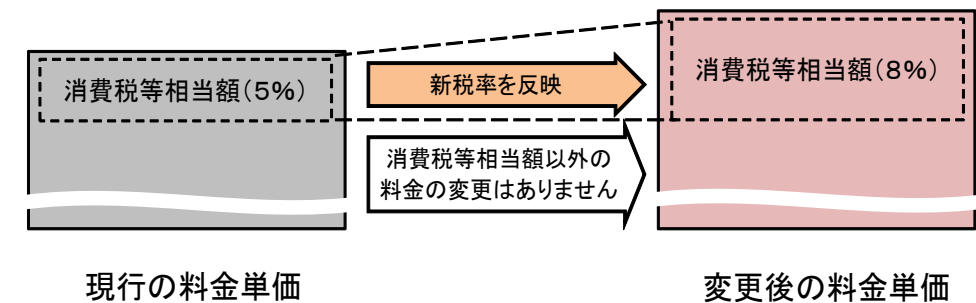 消費税等相当額（5％）
新税率を反映
消費税等相当額（8％）
消費税等相当額以外の
料金の変更はありません
現行の料金単価
変更後の料金単価